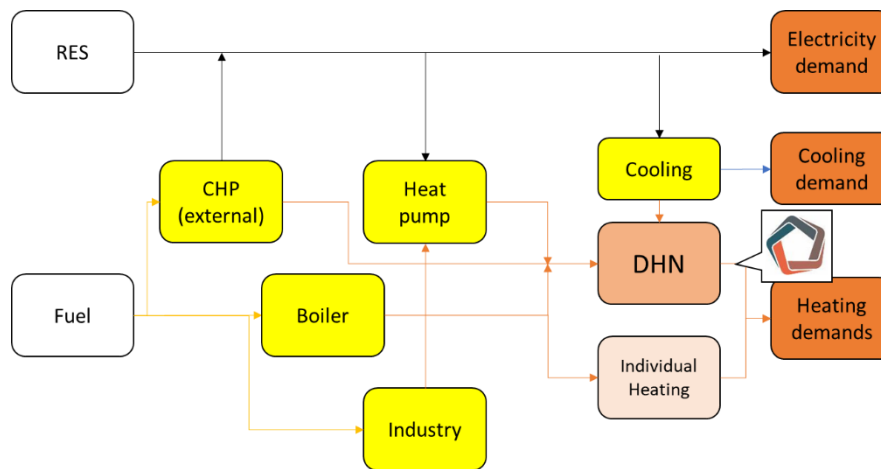 RES
Electricity
demand
CHP
(external)
Heat
pump
Cooling
Cooling
demand
DHN
Fuel
Boiler
Heating
demands
Individual
Heating
Industry